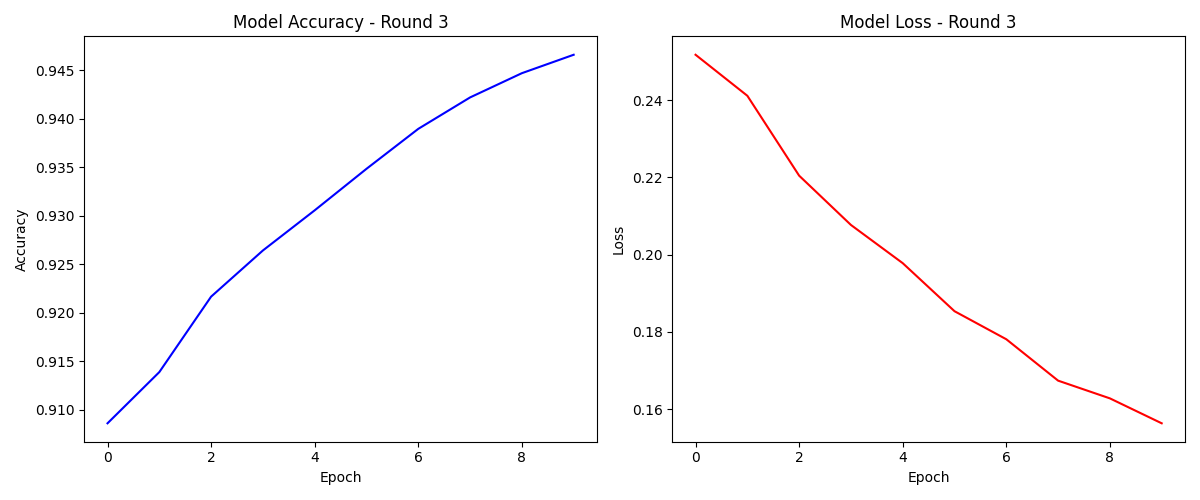 Model Accuracy - Round 3
Accuracy
0.945
0.940
0.935
0.930
0.925
0.920
0.915
0.910
0 2 4 6 8
Epoch
Model Loss - Round 3
Loss
0.24
0.22
0.20
0.18
0.16
0 2 4 6 8
Epoch